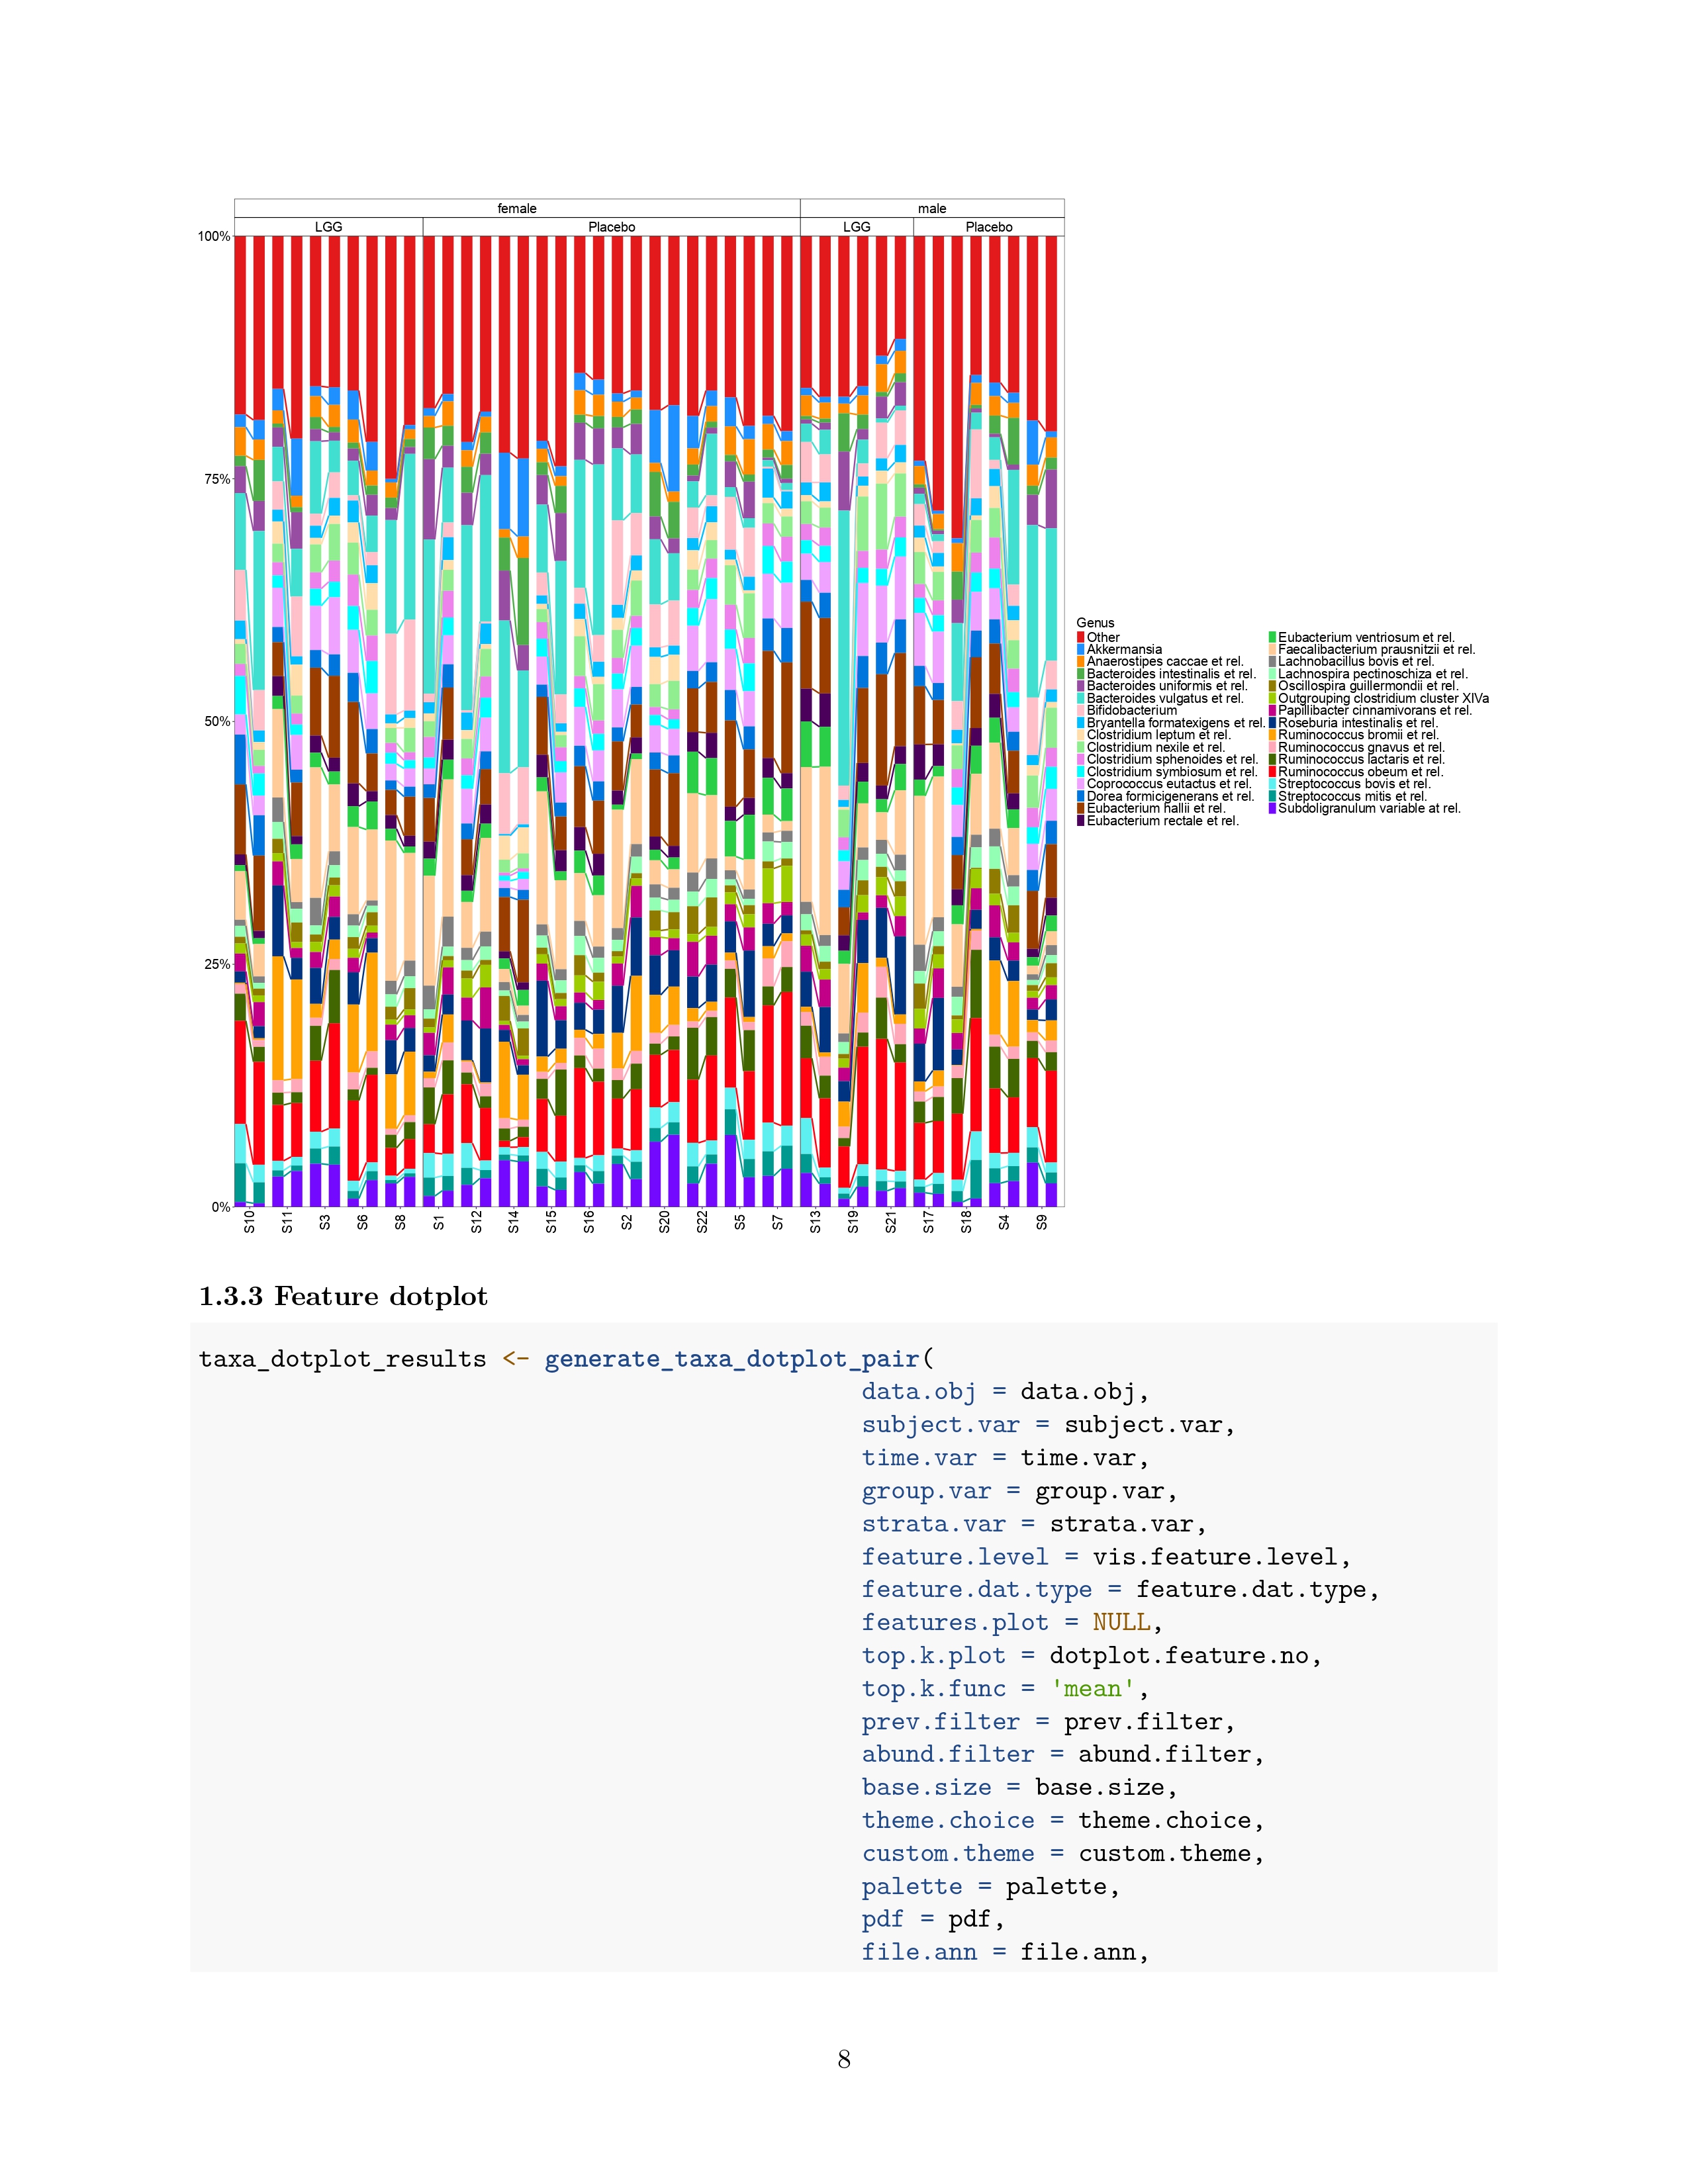 female
male
LGG
Placebo
LGG
Placebo
100%
75%
50%
25%
0%
S10
S11
S3
S6
S8
S1
S12
S14
S15
S16
S2
S20
S22
S5
S7
S13
S19
S21
S17
S18
S4
S9
Genus
Other
Akkermansia
Anaerostipes caccae et rel.
Bacteroides intestinalis et rel.
Bacteroides uniformis et rel.
Bacteroides vulgatus et rel.
Bifidobacterium
Bryantella formatexigens et rel.
Clostridium leptum et rel.
Clostridium nexile et rel.
Clostridium sphenoides et rel.
Clostridium symbiosum et rel.
Coprococcus eutactus et rel.
Dorea formicigenerans et rel.
Eubacterium hallii et rel.
Eubacterium rectale et rel.
Eubacterium ventriosum et rel.
Faecalibacterium prausnitzii et rel.
Lachnobacillus bovis et rel.
Lachnospira pectinoschiza et rel.
Oscillospira guillermondii et rel.
Outgrouping clostridium cluster XIVa
Papillibacter cinnamivorans et rel.
Roseburia intestinalis et rel.
Ruminococcus bromii et rel.
Ruminococcus gnavus et rel.
Ruminococcus lactaris et rel.
Ruminococcus obeum et rel.
Streptococcus bovis et rel.
Streptococcus mitis et rel.
Subdoligranulum variable at rel.
1.3.3 Feature dotplot
taxa_dotplot_results <- generate_taxa_dotplot_pair(
data.obj = data.obj,
subject.var = subject.var,
time.var = time.var,
group.var = group.var,
strata.var = strata.var,
feature.level = vis.feature.level,
feature.dat.type = feature.dat.type,
features.plot = NULL,
top.k.plot = dotplot.feature.no,
top.k.func = 'mean',
prev.filter = prev.filter,
abund.filter = abund.filter,
base.size = base.size,
theme.choice = theme.choice,
custom.theme = custom.theme,
palette = palette,
pdf = pdf,
file.ann = file.ann,
8